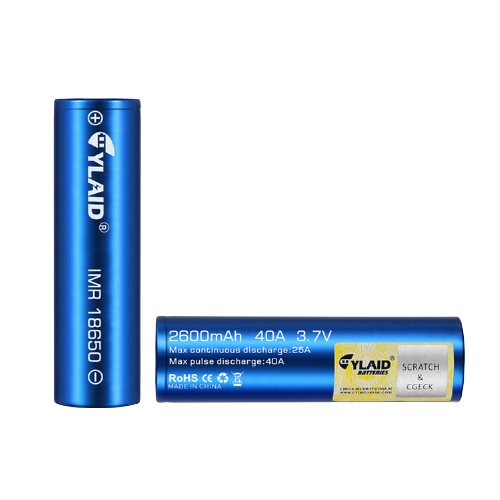 CYLAID®
IMR 18650
2600mAh 40A 3.7V
Max continuous discharge:25A
Max pulse discharge:40A
RoHS CE
MADE IN CHINA
CYLAID
BATTERIES
SCRATCH
&
CGECK